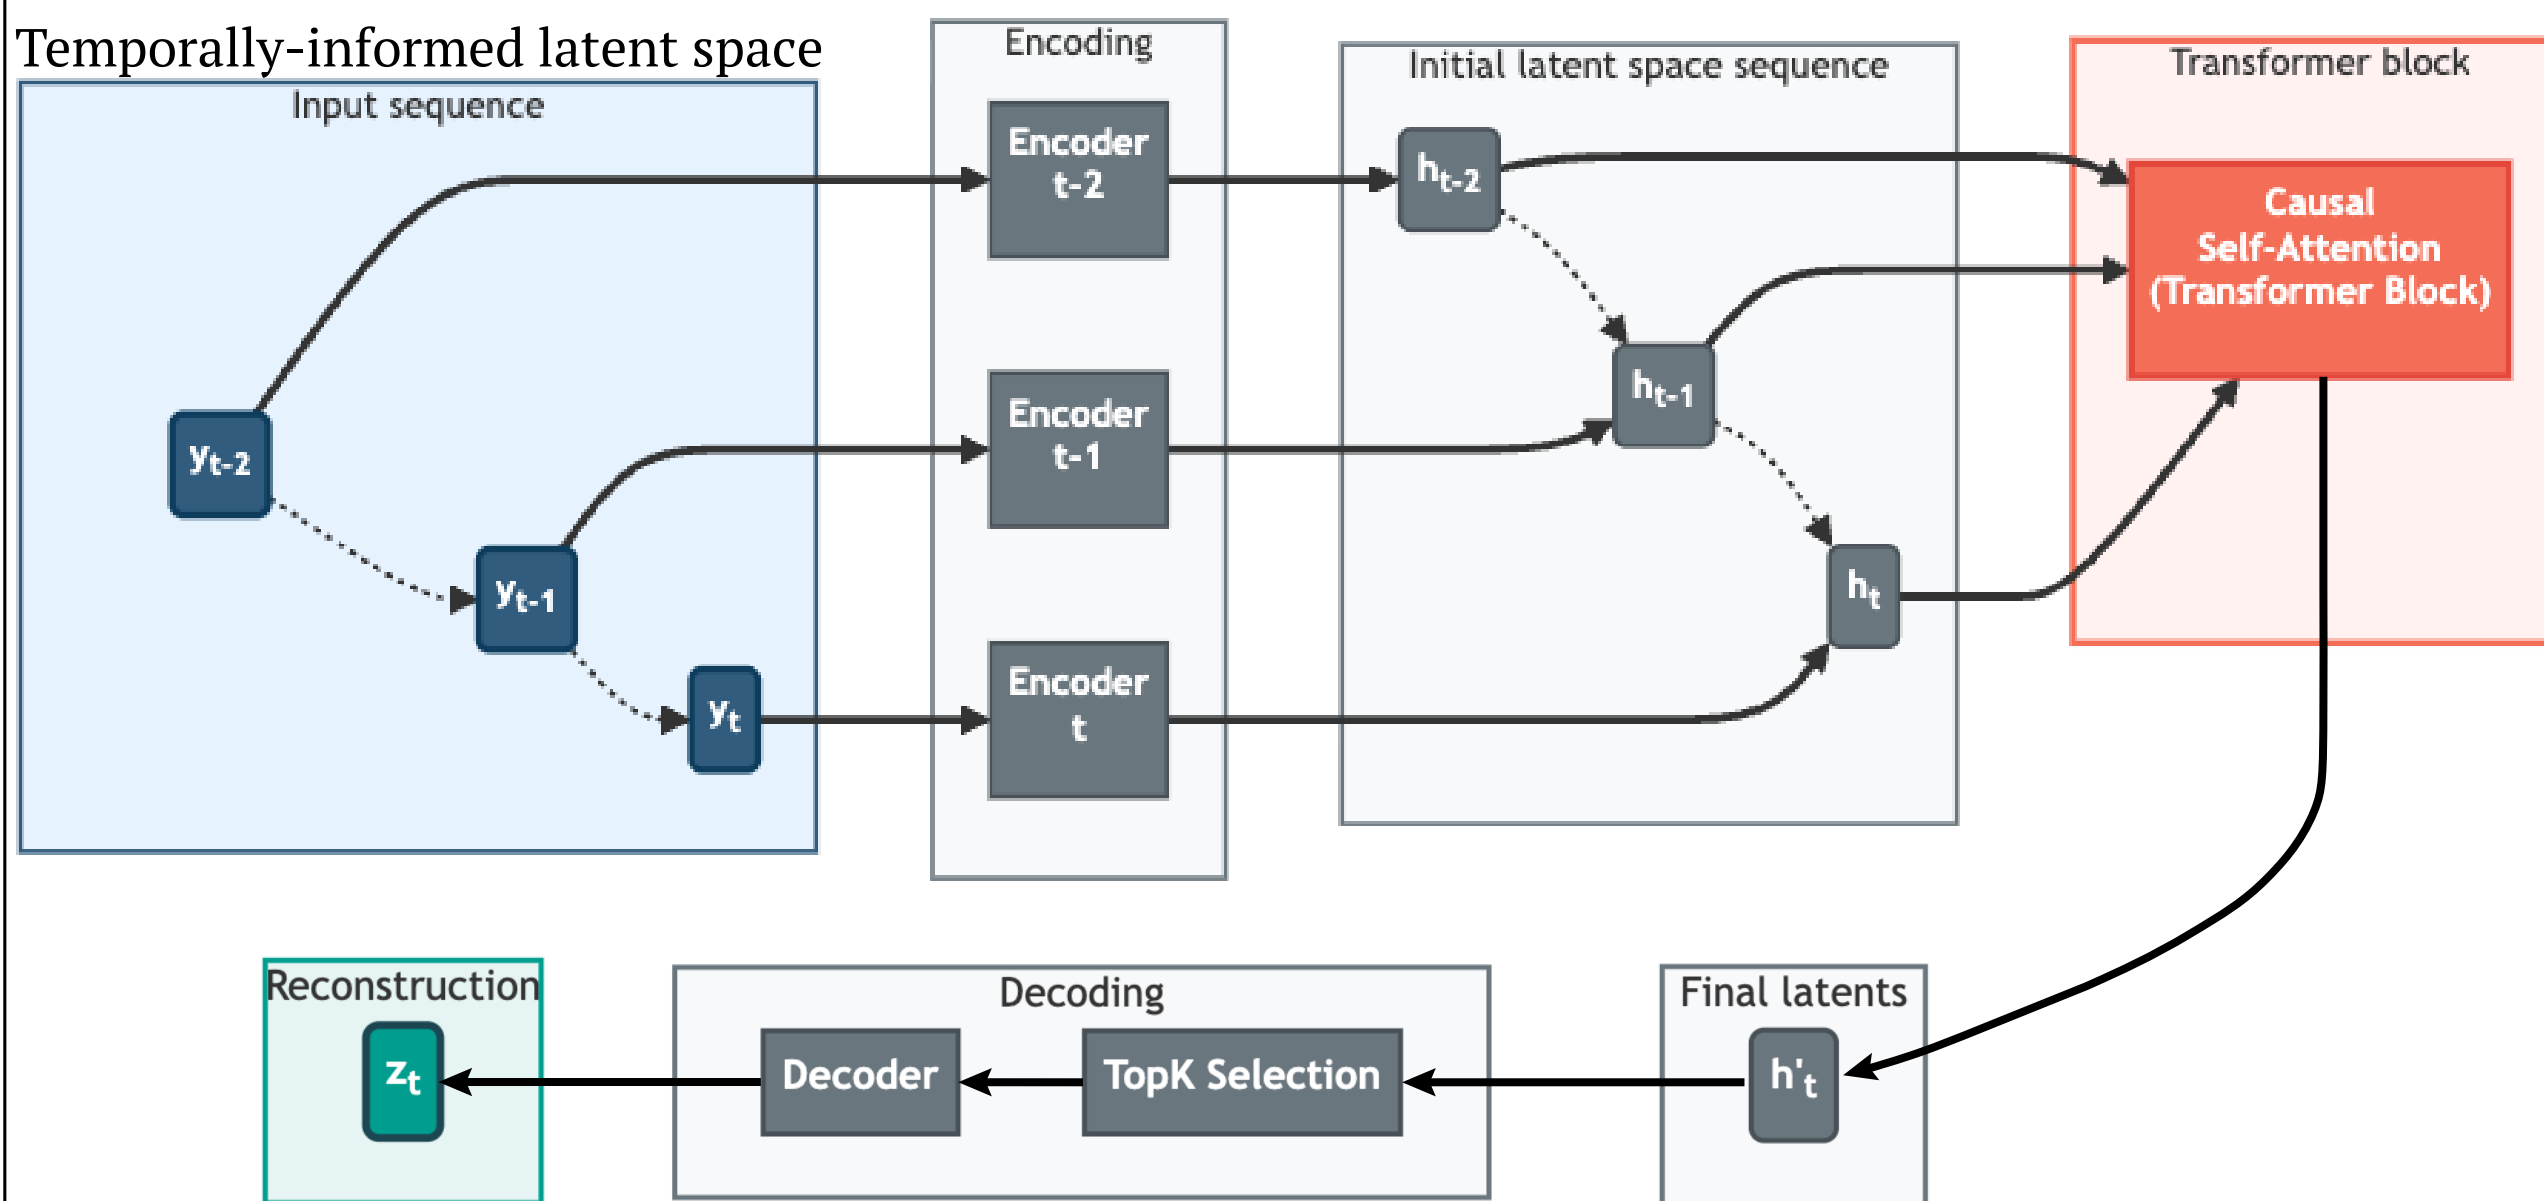 Temporally-informed latent space
Input sequence
y_t-2
y_t-1
y_t
Encoding
Encoder
t-2
Encoder
t-1
Encoder
t
Initial latent space sequence
h_t-2
h_t-1
h_t
Transformer block
Causal
Self-Attention
(Transformer Block)
Final latents
h'_t
Decoding
TopK Selection
Decoder
Reconstruction
z_t